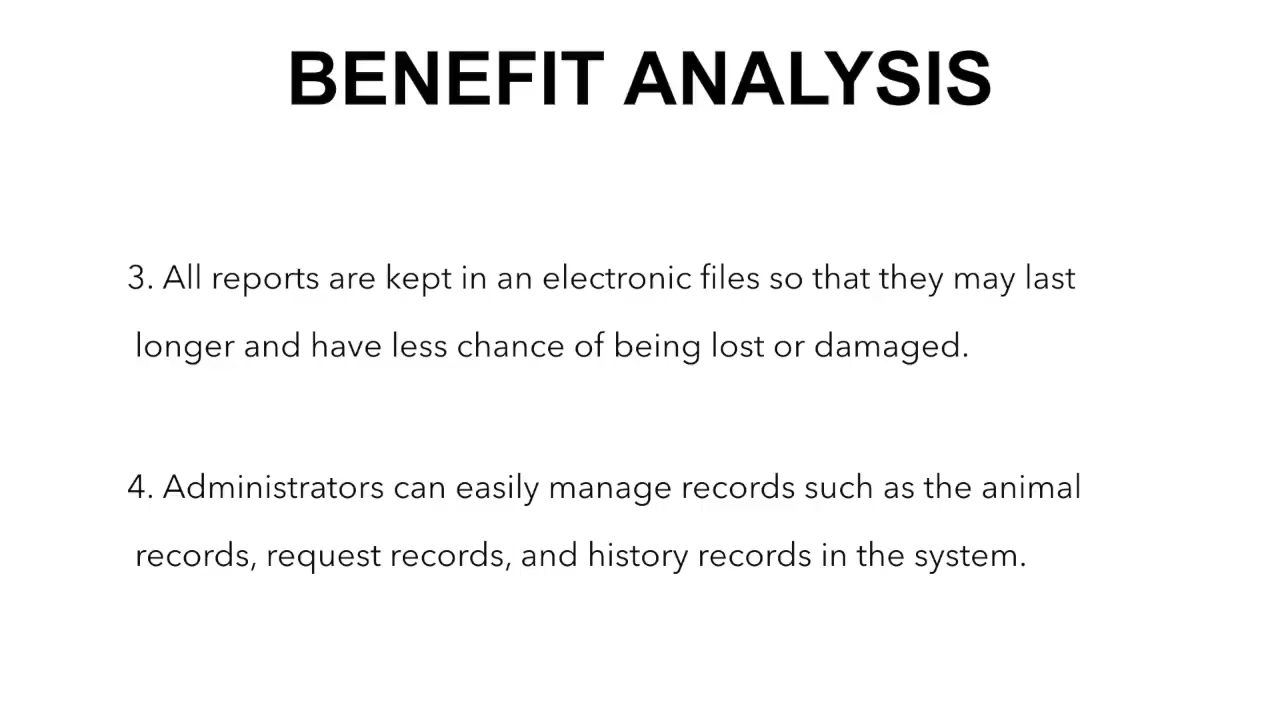 BENEFIT ANALYSIS
3. All reports are kept in an electronic files so that they may last
longer and have less chance of being lost or damaged.
4. Administrators can easily manage records such as the animal
records, request records, and history records in the system.